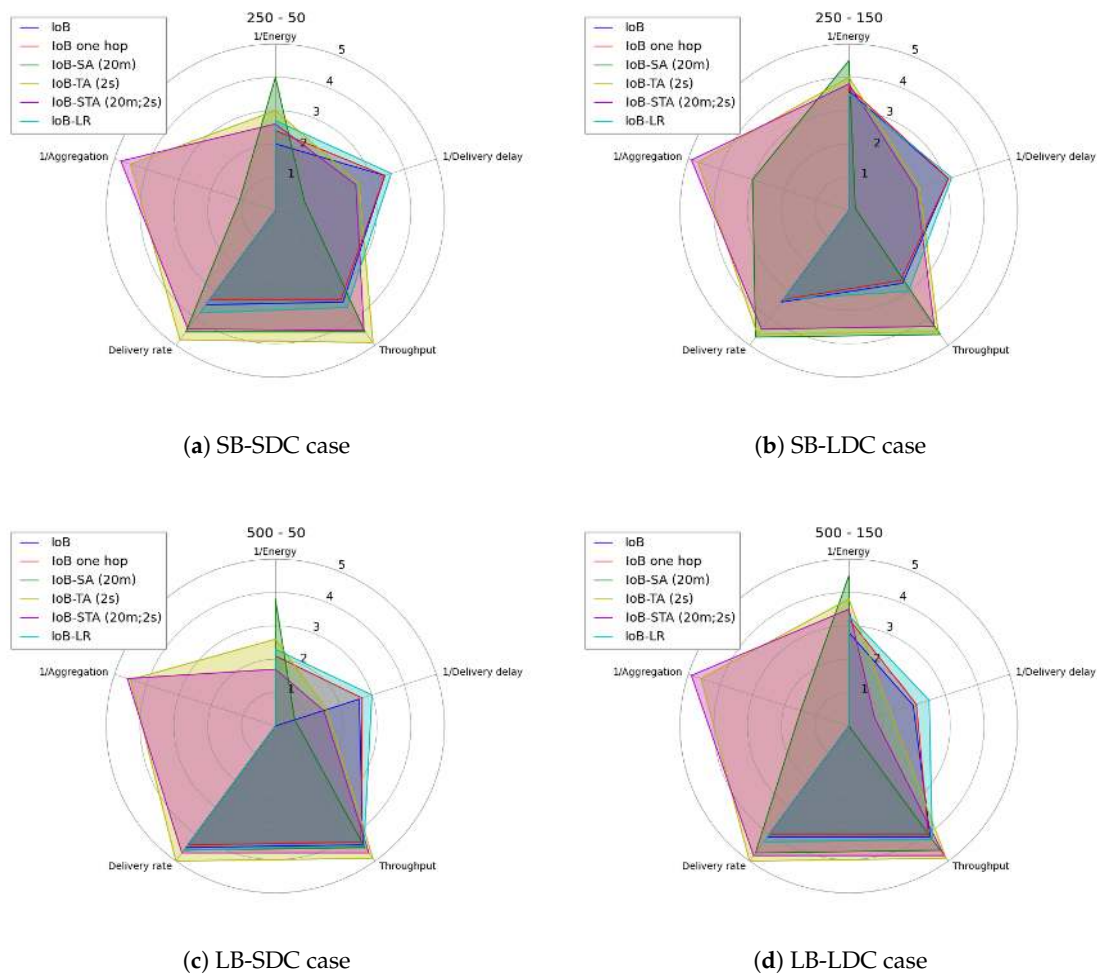 250 - 50
IoB
IoB one hop
IoB-SA (20m)
IoB-TA (2s)
IoB-STA (20m;2s)
IoB-LR
1/Energy
5
4
3
2
1
1/Aggregation
1/Delivery delay
Delivery rate
Throughput
(a) SB-SDC case
250 - 150
IoB
IoB one hop
IoB-SA (20m)
IoB-TA (2s)
IoB-STA (20m;2s)
IoB-LR
1/Energy
5
4
3
2
1
1/Aggregation
1/Delivery delay
Delivery rate
Throughput
(b) SB-LDC case
500 - 50
IoB
IoB one hop
IoB-SA (20m)
IoB-TA (2s)
IoB-STA (20m;2s)
IoB-LR
1/Energy
5
4
3
2
1
1/Aggregation
1/Delivery delay
Delivery rate
Throughput
(c) LB-SDC case
500 - 150
IoB
IoB one hop
IoB-SA (20m)
IoB-TA (2s)
IoB-STA (20m;2s)
IoB-LR
1/Energy
5
4
3
2
1
1/Aggregation
1/Delivery delay
Delivery rate
Throughput
(d) LB-LDC case